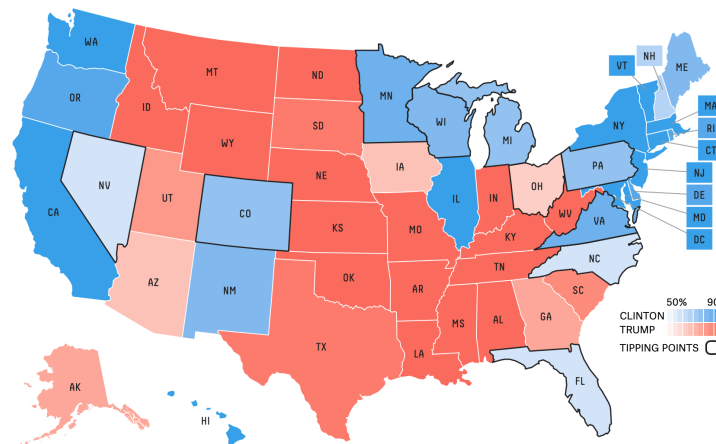 WA
NH
VT
ME
MT
ND
MN
OR
ID
WI
MI
SD
NY
MA
RI
CT
WY
IA
PA
NE
NV
OH
NJ
UT
IL
IN
DE
CO
WV
VA
MD
CA
KS
MO
KY
DC
NC
TN
OK
AZ
NM
AR
SC
50% 90
MS
AL
GA
CLINTON
TRUMP
TX
LA
TIPPING POINTS
FL
AK
HI